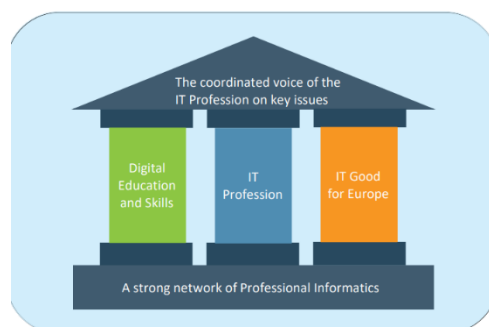 The coordinated voice of the
IT Profession on key issues
Digital
Education
and Skills
IT
Profession
IT Good
for Europe
A strong network of Professional Informatics